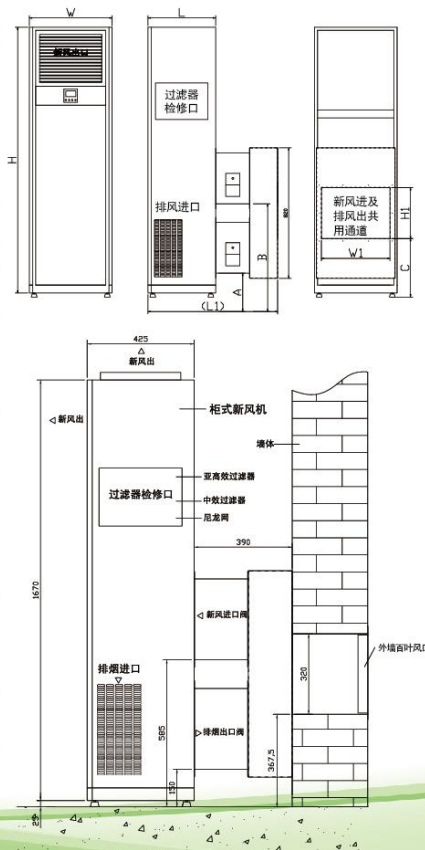 W
L
新风出口
过滤器
检修口
H
排风进口
820
新风进及
排风出共
用通道
H1
W1
B
A
C
(L1)
425
新风出
新风出
柜式新风机
墙体
亚高效过滤器
过滤器检修口
中效过滤器
尼龙网
390
1670
新风进口阀
外墙百叶风口
320
排烟进口
585
排烟出口阀
367,5
150
29